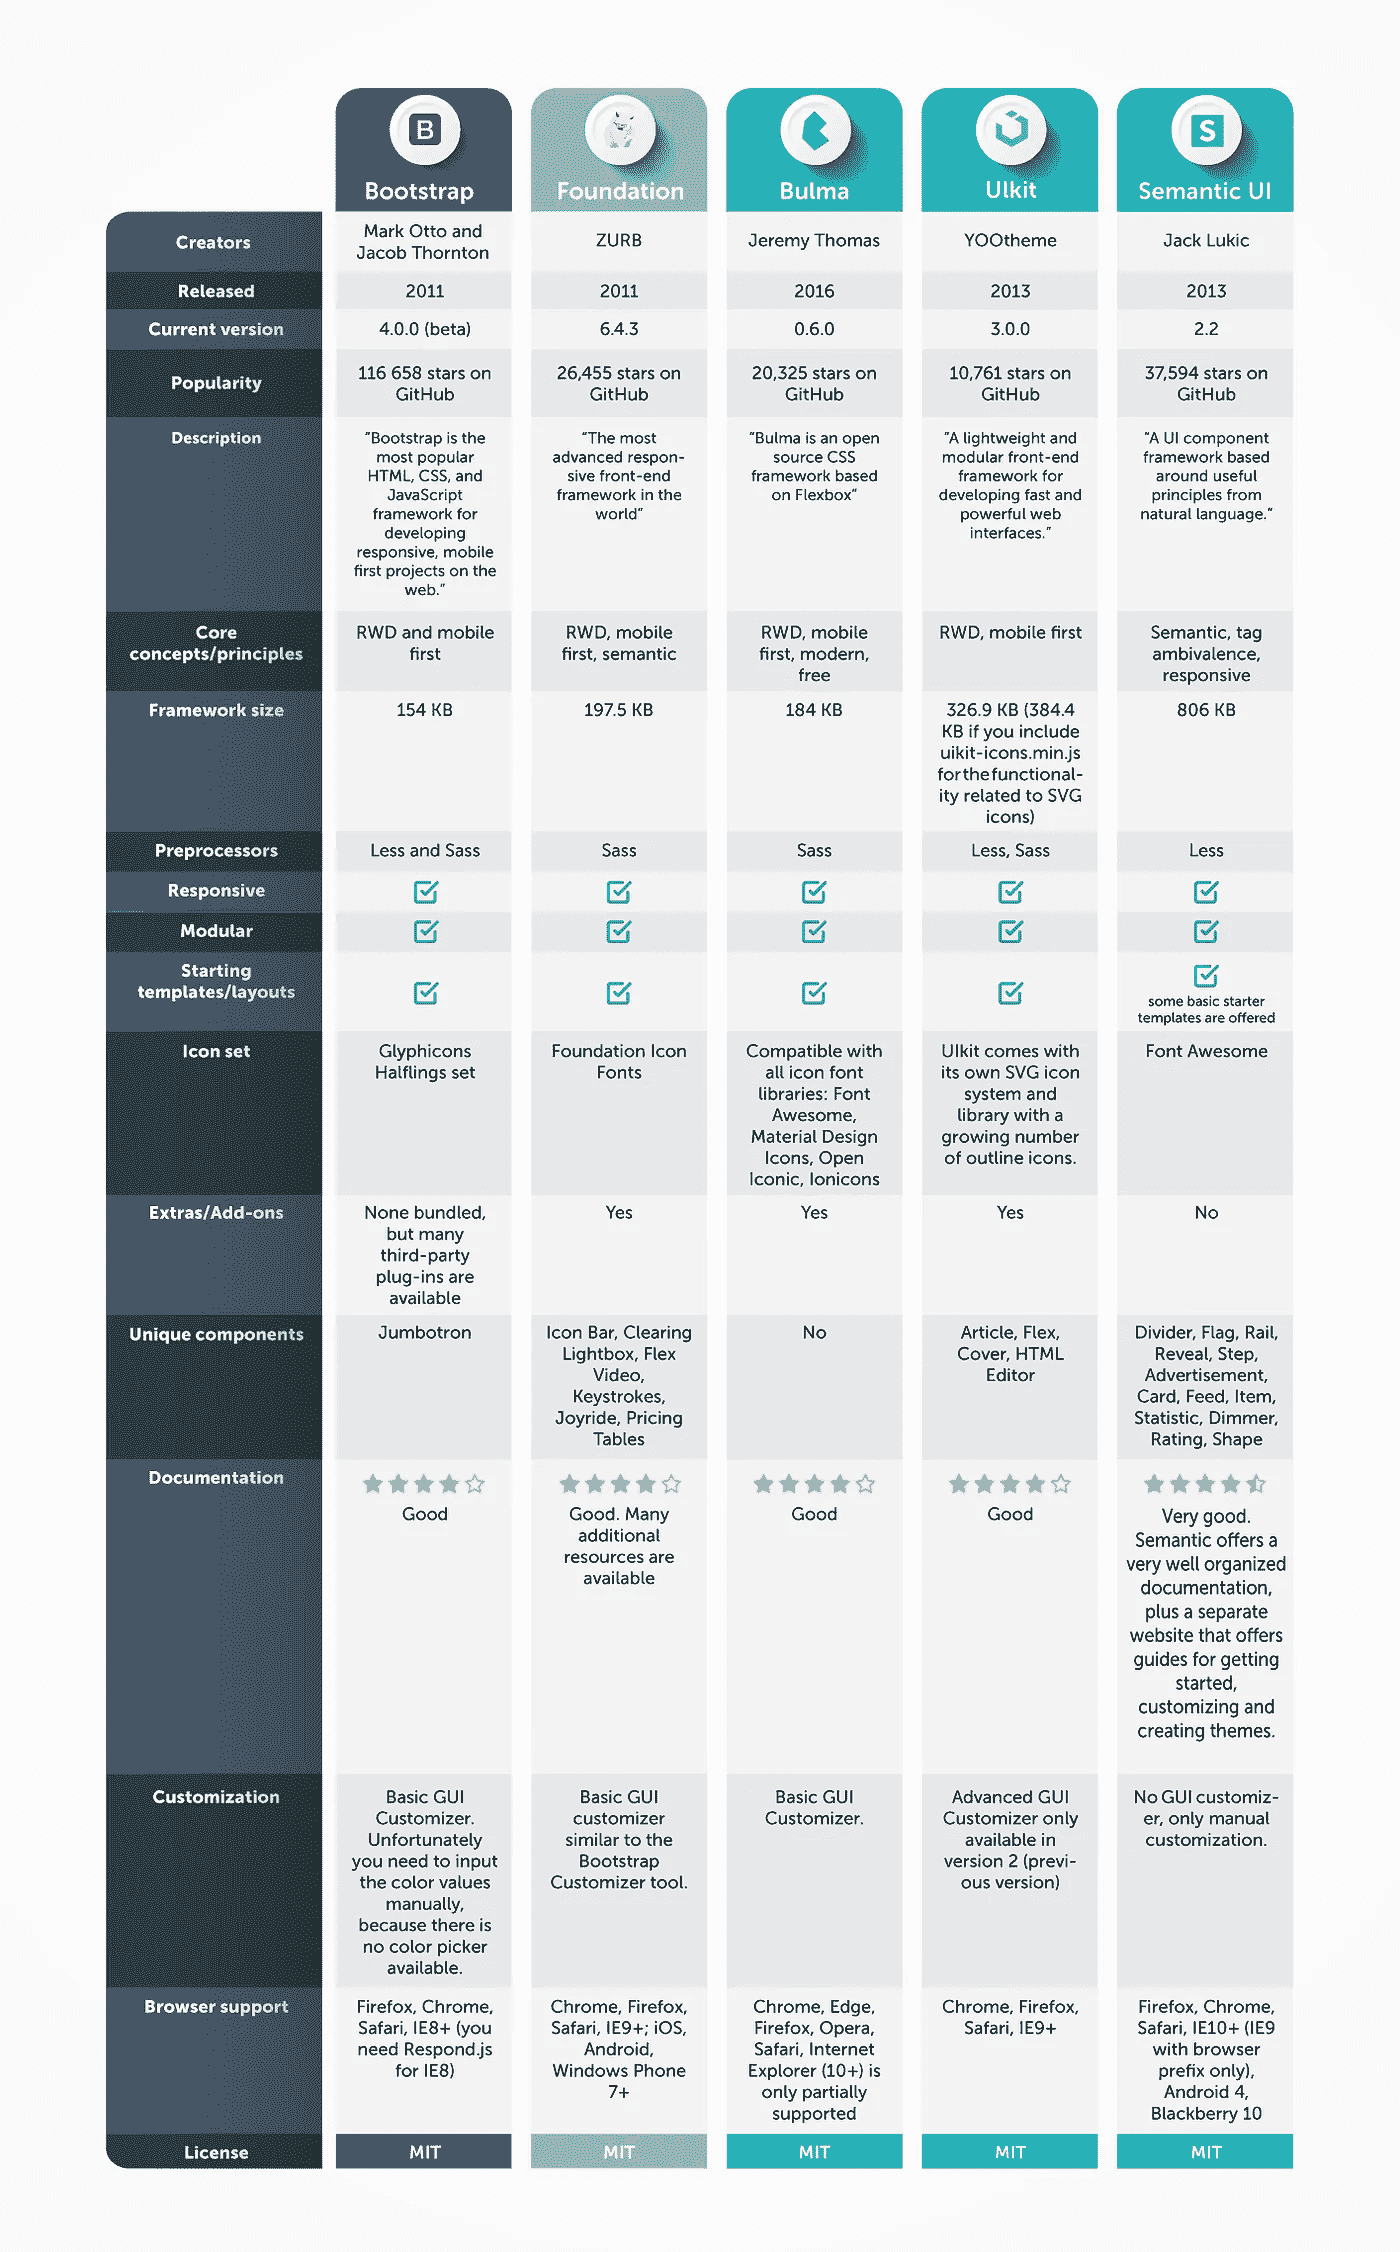 B
S
Bootstrap
Foundation
Bulma
UIkit
Semantic UI
Creators
Mark Otto and
Jacob Thornton
ZURB
Jeremy Thomas
YOOtheme
Jack Lukic
Released
2011
2011
2016
2013
2013
Current version
4.0.0 (beta)
6.4.3
0.6.0
3.0.0
2.2
Popularity
116 658 stars on
GitHub
26,455 stars on
GitHub
20,325 stars on
GitHub
10,761 stars on
GitHub
37,594 stars on
GitHub
Description
“Bootstrap is the
most popular
HTML, CSS, and
JavaScript
framework for
developing
responsive, mobile
first projects on the
web.”
“The most
advanced respon-
sive front-end
framework in the
world”
“Bulma is an open
source CSS
framework based
on Flexbox”
“A lightweight and
modular front-end
framework for
developing fast and
powerful web
interfaces.”
“A UI component
framework based
around useful
principles from
natural language.”
Core
concepts/principles
RWD and mobile
first
RWD, mobile
first, semantic
RWD, mobile
first, modern,
free
RWD, mobile first
Semantic, tag
ambivalence,
responsive
Framework size
154 KB
197.5 KB
184 KB
326.9 KB (384.4
KB if you include
uikit-icons.min.js
for the functional-
ity related to SVG
icons)
806 KB
Preprocessors
Less and Sass
Sass
Sass
Less, Sass
Less
Responsive
Modular
Starting
templates/layouts
some basic starter
templates are offered
Icon set
Glyphicons
Halflings set
Foundation Icon
Fonts
Compatible with
all icon font
libraries: Font
Awesome,
Material Design
Icons, Open
Iconic, Ionicons
UIkit comes with
its own SVG icon
system and
library with a
growing number
of outline icons.
Font Awesome
Extras/Add-ons
None bundled,
but many
third-party
plug-ins are
available
Yes
Yes
Yes
No
Unique components
Jumbotron
Icon Bar, Clearing
Lightbox, Flex
Video,
Keystrokes,
Joyride, Pricing
Tables
No
Article, Flex,
Cover, HTML
Editor
Divider, Flag, Rail,
Reveal, Step,
Advertisement,
Card, Feed, Item,
Statistic, Dimmer,
Rating, Shape
Documentation
Good
Good. Many
additional
resources are
available
Good
Good
Very good.
Semantic offers a
very well organized
documentation,
plus a separate
website that offers
guides for getting
started,
customizing and
creating themes.
Customization
Basic GUI
Customizer.
Unfortunately
you need to input
the color values
manually,
because there is
no color picker
available.
Basic GUI
customizer
similar to the
Bootstrap
Customizer tool.
Basic GUI
Customizer.
Advanced GUI
Customizer only
available in
version 2 (previ-
ous version)
No GUI customiz-
er, only manual
customization.
Browser support
Firefox, Chrome,
Safari, IE8+ (you
need Respond.js
for IE8)
Chrome, Firefox,
Safari, IE9+; iOS,
Android,
Windows Phone
7+
Chrome, Edge,
Firefox, Opera,
Safari, Internet
Explorer (10+) is
only partially
supported
Chrome, Firefox,
Safari, IE9+
Firefox, Chrome,
Safari, IE10+ (IE9
with browser
prefix only),
Android 4,
Blackberry 10
License
MIT
MIT
MIT
MIT
MIT